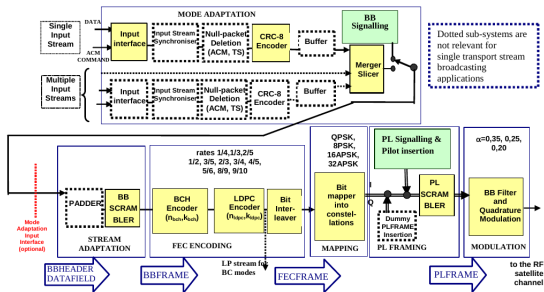 MODE ADAPTATION
Single
Input
Stream
DATA
ACM
COMMAND
Input
interface
Input Stream
Synchroniser
Null-packet
Deletion
(ACM, TS)
CRC-8
Encoder
Buffer
BB
Signalling
Merger
Slicer
Multiple
Input
Streams
Input
interface
Input Stream
Synchroniser
Null-packet
Deletion
(ACM, TS)
CRC-8
Encoder
Buffer
Dotted sub-systems are
not relevant for
single transport stream
broadcasting
applications
rates 1/4,1/3,2/5
1/2, 3/5, 2/3, 3/4, 4/5,
5/6, 8/9, 9/10
QPSK,
8PSK,
16APSK,
32APSK
PL Signalling &
Pilot insertion
α=0,35, 0,25,
0,20
PADDER
BB
SCRAM
BLER
BCH
Encoder
(nbch,kbch)
LDPC
Encoder
(nldpc,kldpc)
Bit
Inter-
leaver
Bit
mapper
into
constel-
lations
I
Q
PL
SCRAM
BLER
Dummy
PLFRAME
Insertion
BB Filter
and
Quadrature
Modulation
Mode
Adaptation
Input
Interface
(optional)
STREAM
ADAPTATION
FEC ENCODING
MAPPING
PL FRAMING
MODULATION
LP stream for
BC modes
BBHEADER
DATAFIELD
BBFRAME
FECFRAME
PLFRAME
to the RF
satellite
channel